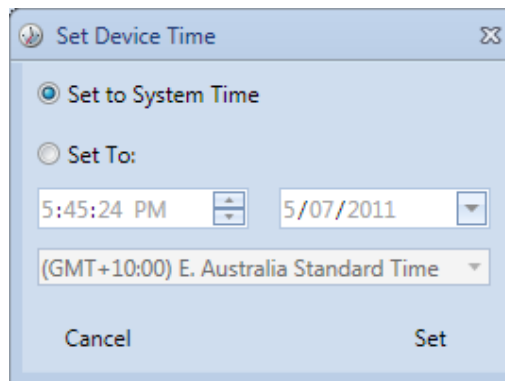 Set Device Time
Set to System Time
Set To:
5:45:24 PM 5/07/2011
(GMT+10:00) E. Australia Standard Time
Cancel Set